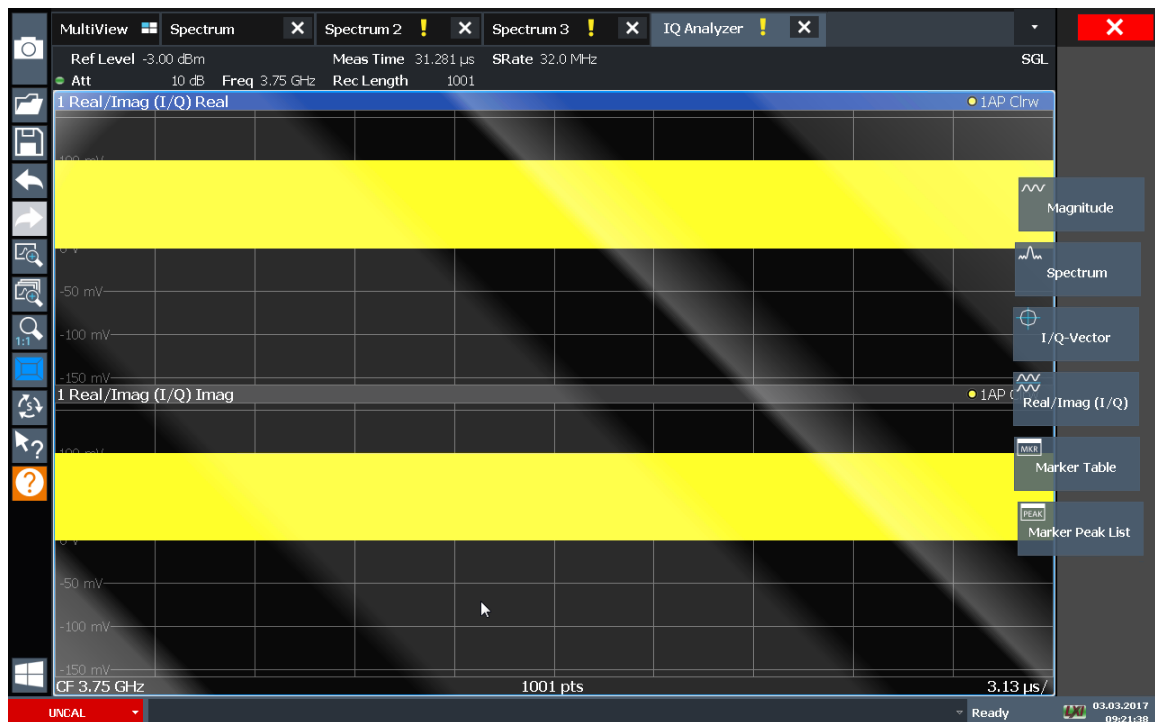 MultiView Spectrum Spectrum 2 ! Spectrum 3 ! IQ Analyzer !
Ref Level -3.00 dBm Meas Time 31.281 µs SRate 32.0 MHz SGL
Att 10 dB Freq 3.75 GHz Rec Length 1001
1 Real/Imag (I/Q) Real 1AP Clrw
0 V
-50 mV
-100 mV
-150 mV
1 Real/Imag (I/Q) Imag 1AP
0 V
-50 mV
-100 mV
-150 mV
CF 3.75 GHz 1001 pts 3.13 µs/
1:1
S
?
?
Magnitude
Spectrum
I/Q-Vector
Real/Imag (I/Q)
MKR
Marker Table
PEAK
Marker Peak List
UNCAL Ready 03.03.2017
09:21:38